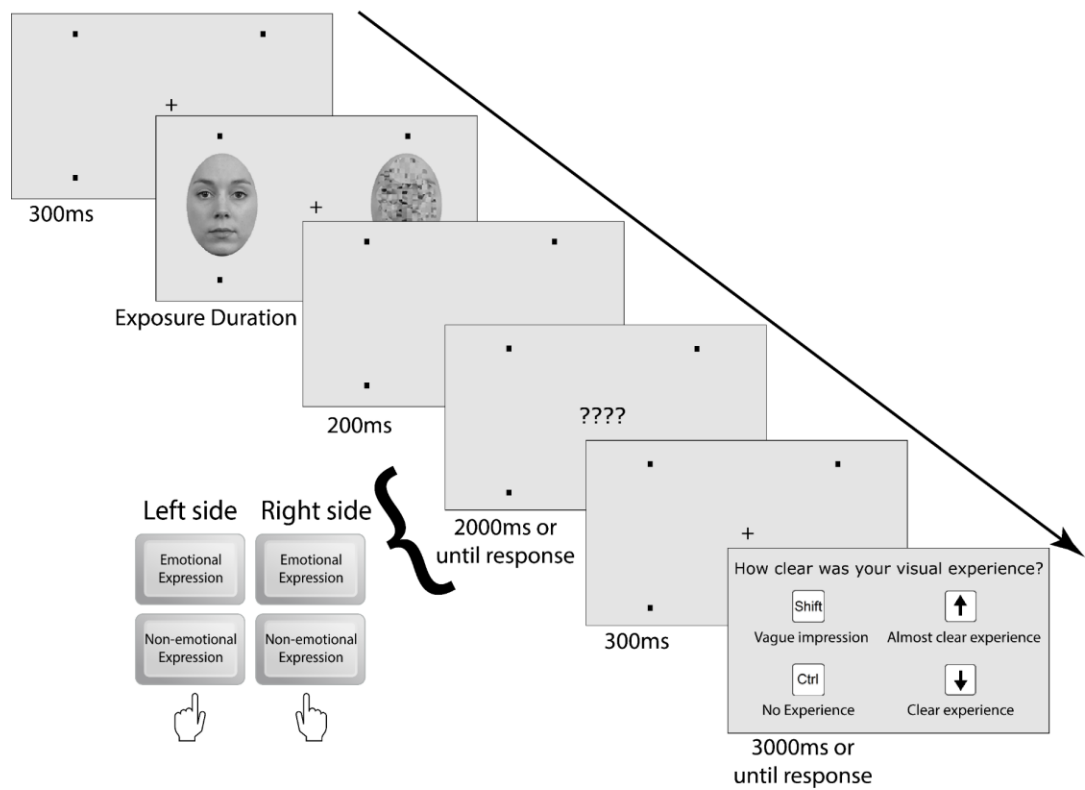 +
300ms
+
Exposure Duration
200ms
????
2000ms or
until response
Left side Right side
Emotional
Expression
Emotional
Expression
Non-emotional
Expression
Non-emotional
Expression
+
300ms
How clear was your visual experience?
Shift
↑
Vague impression
Almost clear experience
Ctrl
↓
No Experience
Clear experience
3000ms or
until response